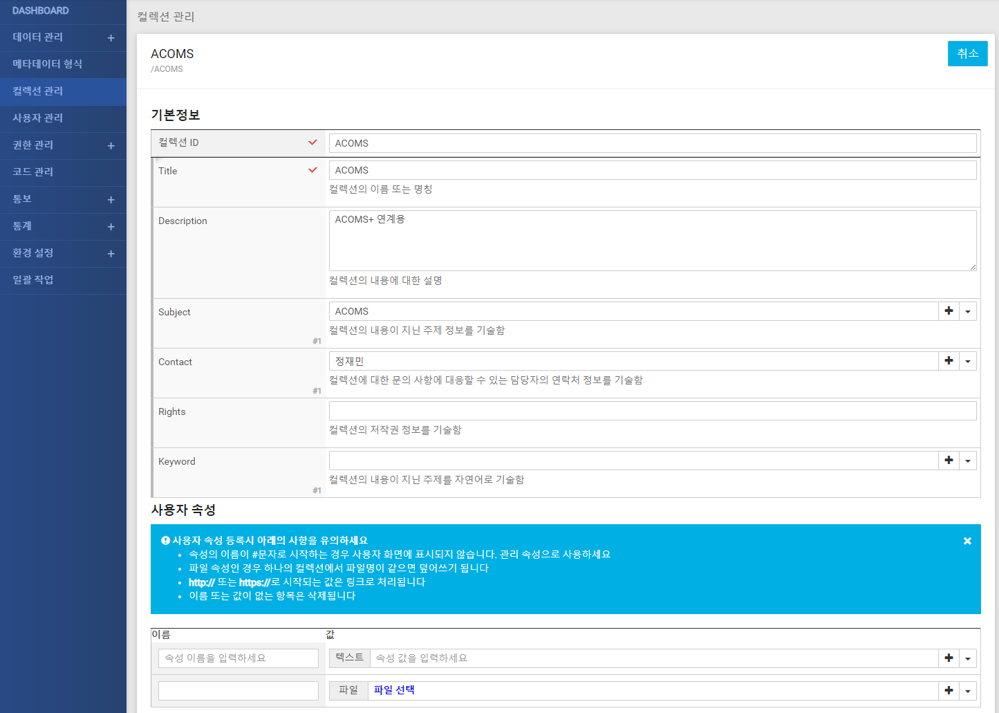 DASHBOARD
데이터 관리
메타데이터 형식
컬렉션 관리
사용자 관리
권한 관리
코드 관리
통보
통계
환경 설정
일괄 작업
컬렉션 관리
ACOMS
/ACOMS
취소
기본정보
컬렉션 ID
ACOMS
Title
ACOMS
컬렉션의 이름 또는 명칭
Description
ACOMS+ 연계용
컬렉션의 내용에 대한 설명
Subject
#1
ACOMS
컬렉션의 내용이 지닌 주제 정보를 기술함
Contact
#1
정재민
컬렉션에 대한 문의 사항에 대응할 수 있는 담당자의 연락처 정보를 기술함
Rights
컬렉션의 저작권 정보를 기술함
Keyword
#1
컬렉션의 내용이 지닌 주제를 자연어로 기술함
사용자 속성
사용자 속성 등록시 아래의 사항을 유의하세요
속성의 이름이 #문자로 시작하는 경우 사용자 화면에 표시되지 않습니다. 관리 속성으로 사용하세요
파일 속성인 경우 하나의 컬렉션에서 파일명이 같으면 덮어쓰기 됩니다
http:// 또는 https://로 시작되는 값은 링크로 처리됩니다
이름 또는 값이 없는 항목은 삭제됩니다
이름 값
속성 이름을 입력하세요 텍스트 속성 값을 입력하세요
파일 파일 선택